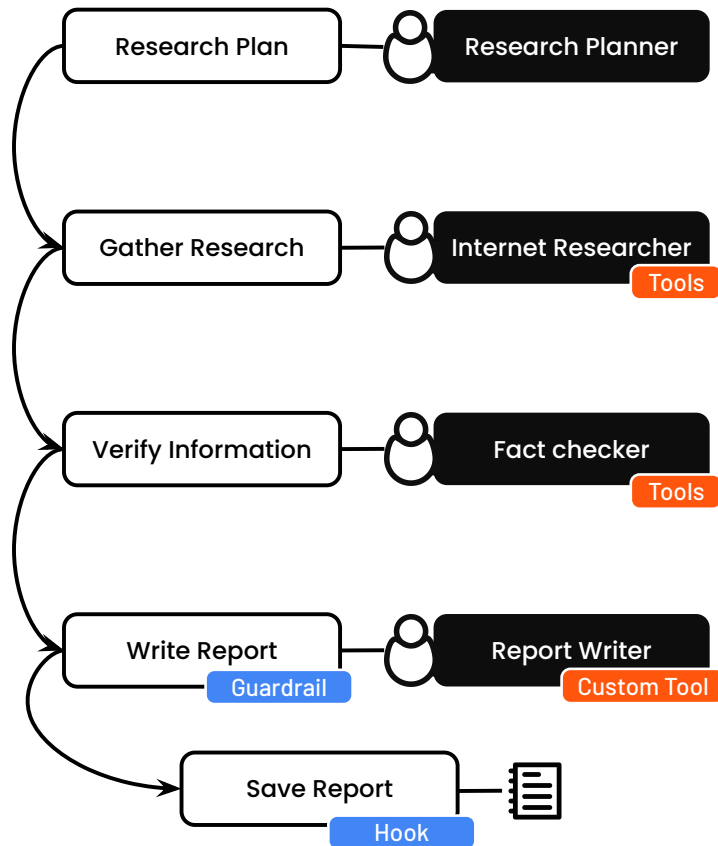 Research Plan
Research Planner
Gather Research
Internet Researcher
Tools
Verify Information
Fact checker
Tools
Write Report
Report Writer
Guardrail
Custom Tool
Save Report
Hook